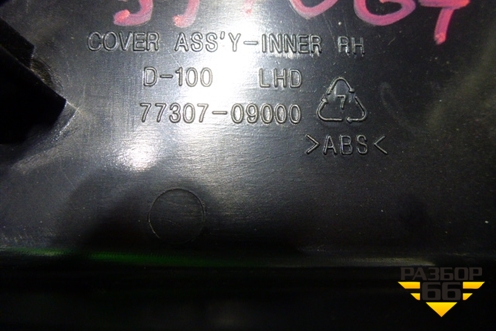 COVER ASS'Y-INNER RH
D-100 LHD
77307-09000
7
>ABS<
РАЗБОР
66